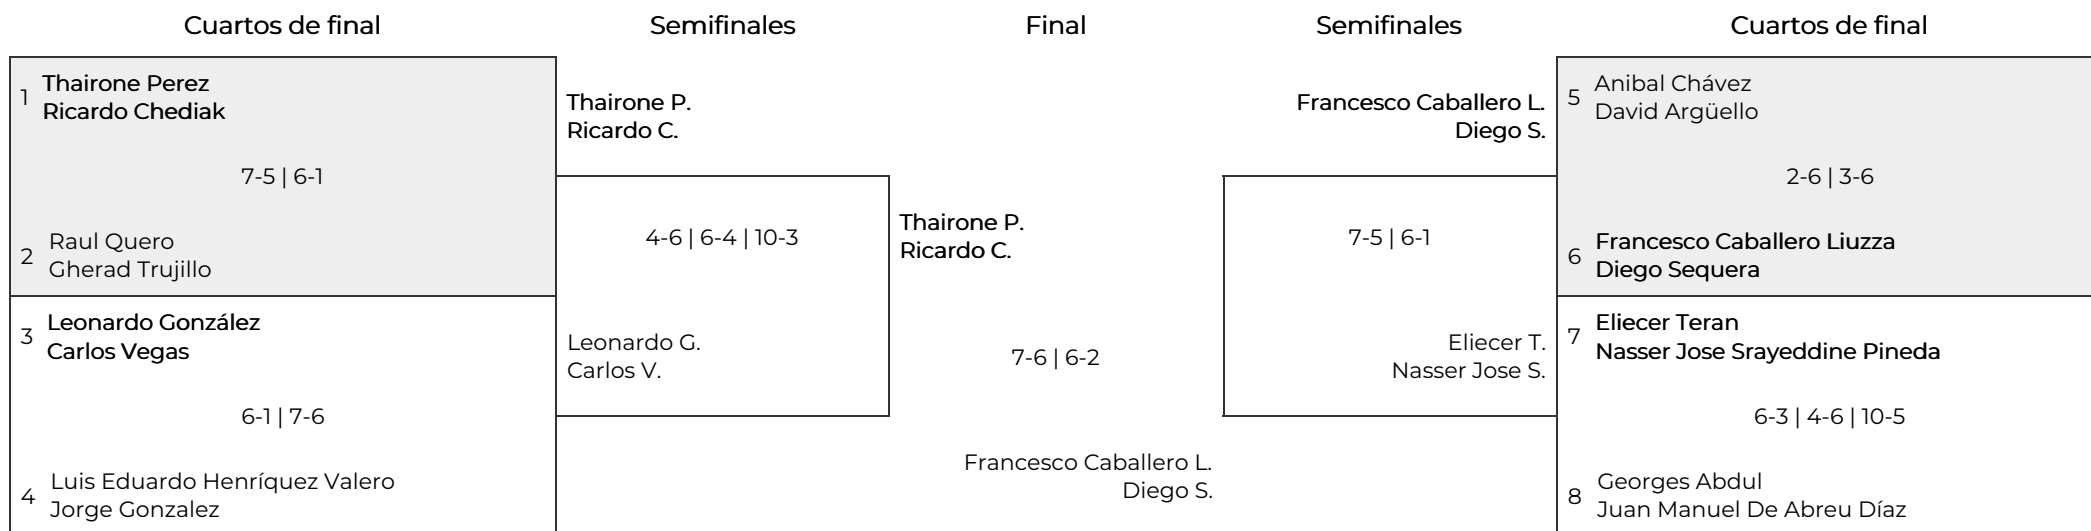 Cuartos de final
Semifinales
Final
Semifinales
Cuartos de final
1
Thairone Perez
Ricardo Chediak
7-5 | 6-1
2
Raul Quero
Gherad Trujillo
3
Leonardo González
Carlos Vegas
6-1 | 7-6
4
Luis Eduardo Henríquez Valero
Jorge Gonzalez
Thairone P.
Ricardo C.
4-6 | 6-4 | 10-3
Leonardo G.
Carlos V.
Thairone P.
Ricardo C.
7-6 | 6-2
Francesco Caballero L.
Diego S.
Francesco Caballero L.
Diego S.
7-5 | 6-1
Eliecer T.
Nasser Jose S.
5
Anibal Chávez
David Argüello
2-6 | 3-6
6
Francesco Caballero Liuzza
Diego Sequera
7
Eliecer Teran
Nasser Jose Srayeddine Pineda
6-3 | 4-6 | 10-5
8
Georges Abdul
Juan Manuel De Abreu Díaz